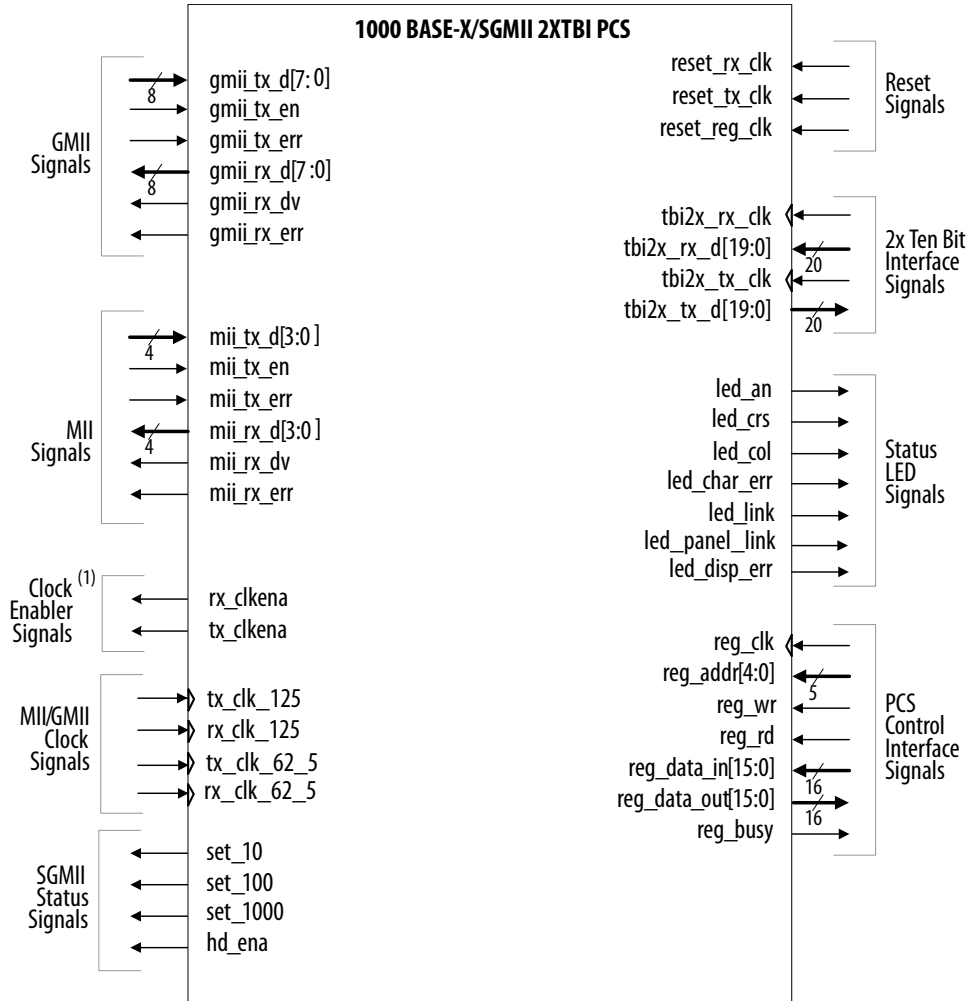 1000 BASE-X/SGMII 2XTBI PCS
GMII
Signals
8
gmii_tx_d[7:0]
gmii_tx_en
gmii_tx_err
8
gmii_rx_d[7:0]
gmii_rx_dv
gmii_rx_err
MII
Signals
4
mii_tx_d[3:0]
mii_tx_en
mii_tx_err
4
mii_rx_d[3:0]
mii_rx_dv
mii_rx_err
Clock (1)
Enabler
Signals
rx_clkena
tx_clkena
MII/GMII
Clock
Signals
tx_clk_125
rx_clk_125
tx_clk_62_5
rx_clk_62_5
SGMII
Status
Signals
set_10
set_100
set_1000
hd_ena
reset_rx_clk
reset_tx_clk
reset_reg_clk
Reset
Signals
tbi2x_rx_clk
tbi2x_rx_d[19:0]
20
tbi2x_tx_clk
tbi2x_tx_d[19:0]
20
2x Ten Bit
Interface
Signals
led_an
led_crs
led_col
led_char_err
led_link
led_panel_link
led_disp_err
Status
LED
Signals
reg_clk
reg_addr[4:0]
5
reg_wr
reg_rd
reg_data_in[15:0]
16
reg_data_out[15:0]
16
reg_busy
PCS
Control
Interface
Signals